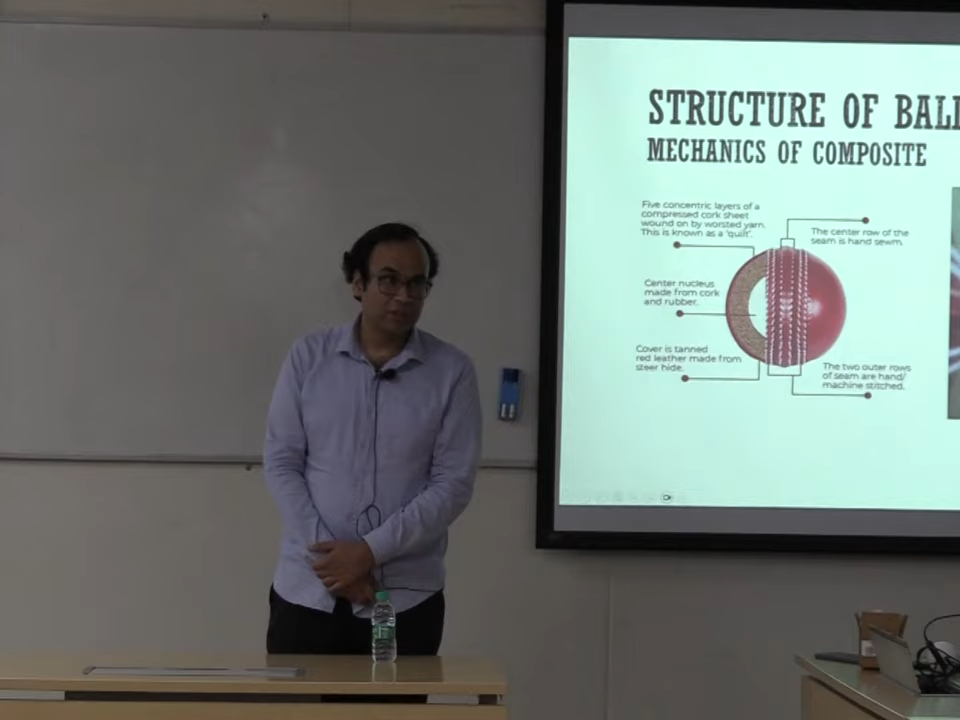 STRUCTURE OF BALL
MECHANICS OF COMPOSITE
Five concentric layers of a
compressed cork sheet
wound on by worsted yarn.
This is known as a 'quilt'.
The center row of the
seam is hand sewm.
Center nucleus
made from cork
and rubber.
Cover is tanned
red leather made from
steer hide.
The two outer rows
of seam are hand/
machine stitched.